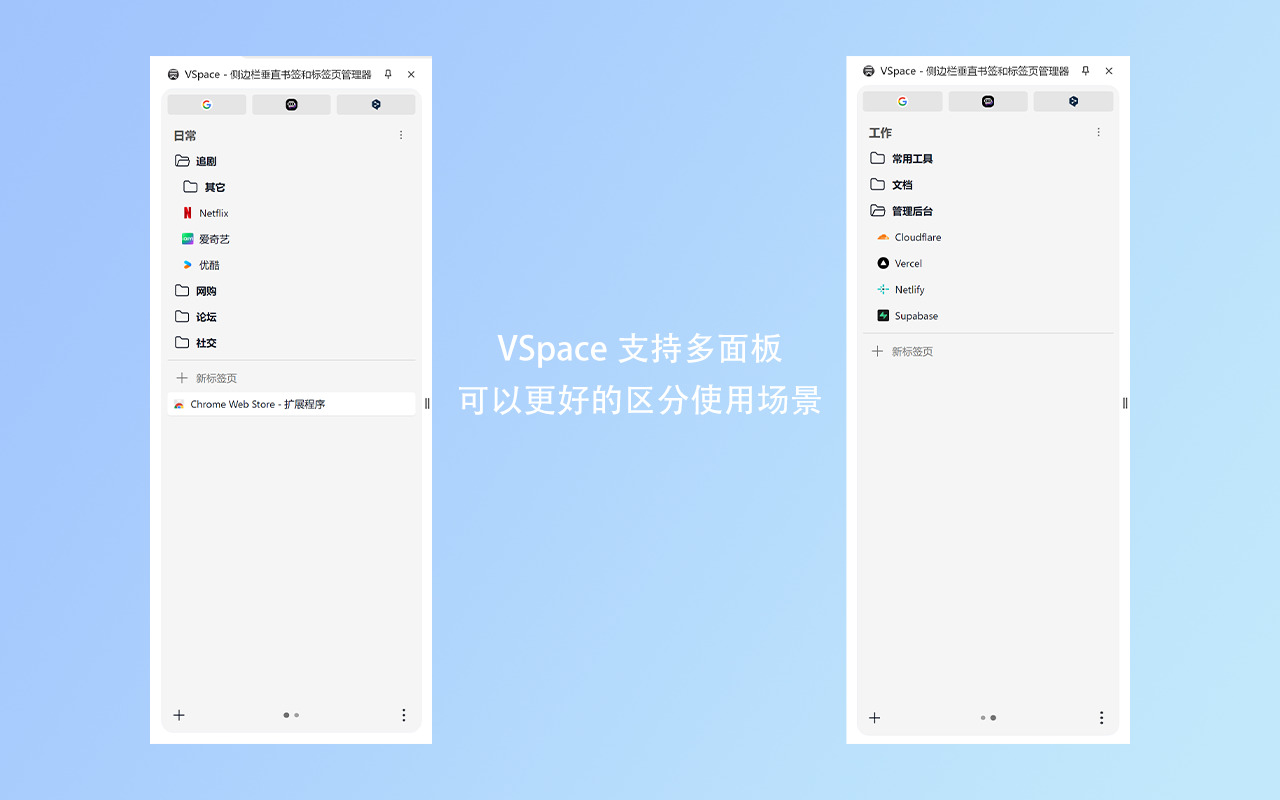 VSpace - 侧边栏垂直书签和标签页管理器
日常
追剧
其它
Netflix
爱奇艺
优酷
网购
论坛
社交
新标签页
Chrome Web Store - 扩展程序
VSpace 支持多面板
可以更好的区分使用场景
VSpace - 侧边栏垂直书签和标签页管理器
工作
常用工具
文档
管理后台
Cloudflare
Vercel
Netlify
Supabase
新标签页